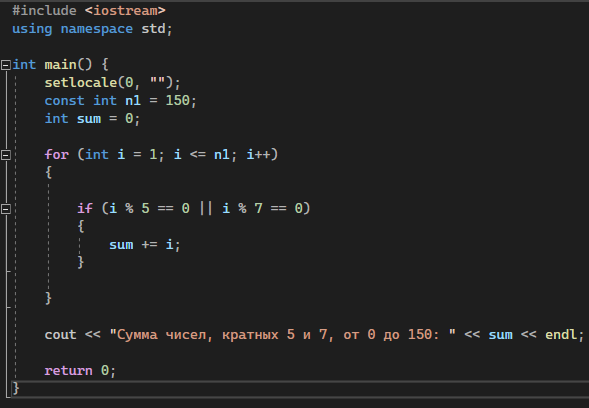 #include <iostream>
using namespace std;
int main() {
setlocale(0, "");
const int n1 = 150;
int sum = 0;
for (int i = 1; i <= n1; i++)
{
if (i % 5 == 0 || i % 7 == 0)
{
sum += i;
}
}
cout << "Сумма чисел, кратных 5 и 7, от 0 до 150: " << sum << endl;
return 0;
}